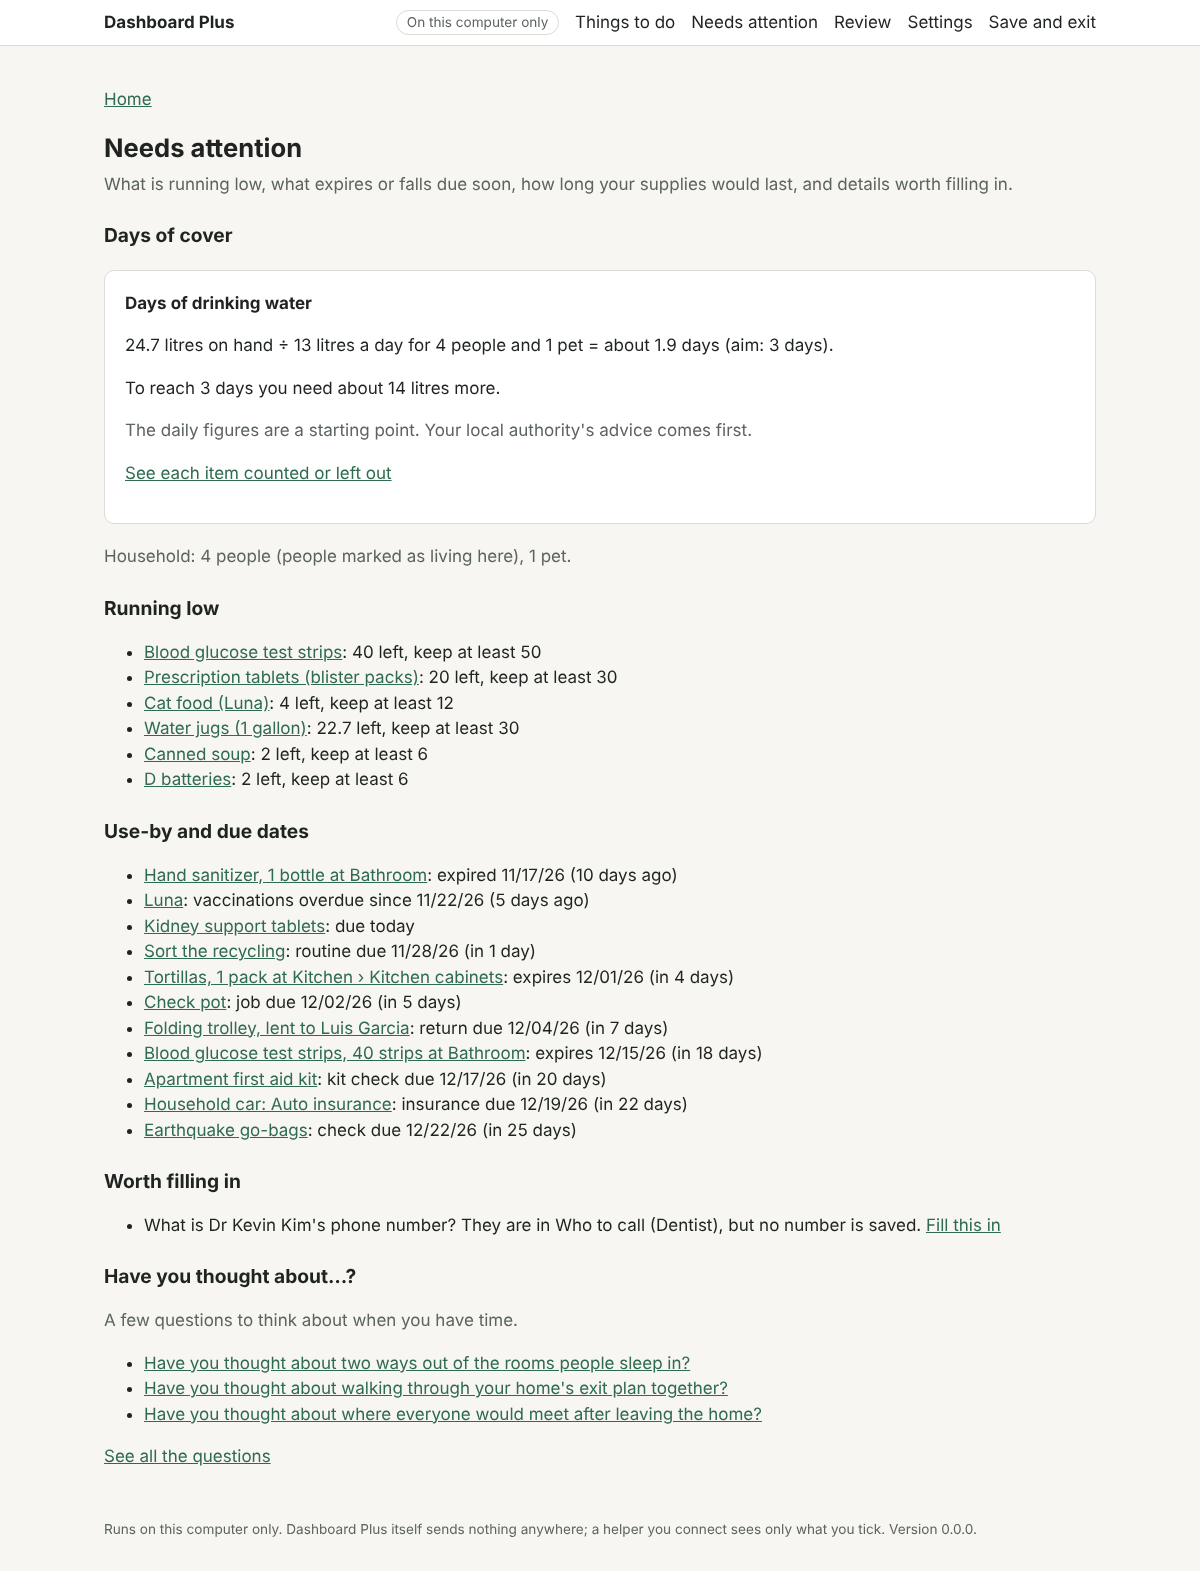 Dashboard Plus
On this computer only
Things to do
Needs attention
Review
Settings
Save and exit
Home
Needs attention
What is running low, what expires or falls due soon, how long your supplies would last, and details worth filling in.
Days of cover
Days of drinking water
24.7 litres on hand ÷ 13 litres a day for 4 people and 1 pet = about 1.9 days (aim: 3 days).
To reach 3 days you need about 14 litres more.
The daily figures are a starting point. Your local authority's advice comes first.
See each item counted or left out
Household: 4 people (people marked as living here), 1 pet.
Running low
Blood glucose test strips: 40 left, keep at least 50
Prescription tablets (blister packs): 20 left, keep at least 30
Cat food (Luna): 4 left, keep at least 12
Water jugs (1 gallon): 22.7 left, keep at least 30
Canned soup: 2 left, keep at least 6
D batteries: 2 left, keep at least 6
Use-by and due dates
Hand sanitizer, 1 bottle at Bathroom: expired 11/17/26 (10 days ago)
Luna: vaccinations overdue since 11/22/26 (5 days ago)
Kidney support tablets: due today
Sort the recycling: routine due 11/28/26 (in 1 day)
Tortillas, 1 pack at Kitchen › Kitchen cabinets: expires 12/01/26 (in 4 days)
Check pot: job due 12/02/26 (in 5 days)
Folding trolley, lent to Luis Garcia: return due 12/04/26 (in 7 days)
Blood glucose test strips, 40 strips at Bathroom: expires 12/15/26 (in 18 days)
Apartment first aid kit: kit check due 12/17/26 (in 20 days)
Household car: Auto insurance: insurance due 12/19/26 (in 22 days)
Earthquake go-bags: check due 12/22/26 (in 25 days)
Worth filling in
What is Dr Kevin Kim's phone number? They are in Who to call (Dentist), but no number is saved. Fill this in
Have you thought about…?
A few questions to think about when you have time.
Have you thought about two ways out of the rooms people sleep in?
Have you thought about walking through your home's exit plan together?
Have you thought about where everyone would meet after leaving the home?
See all the questions
Runs on this computer only. Dashboard Plus itself sends nothing anywhere; a helper you connect sees only what you tick. Version 0.0.0.